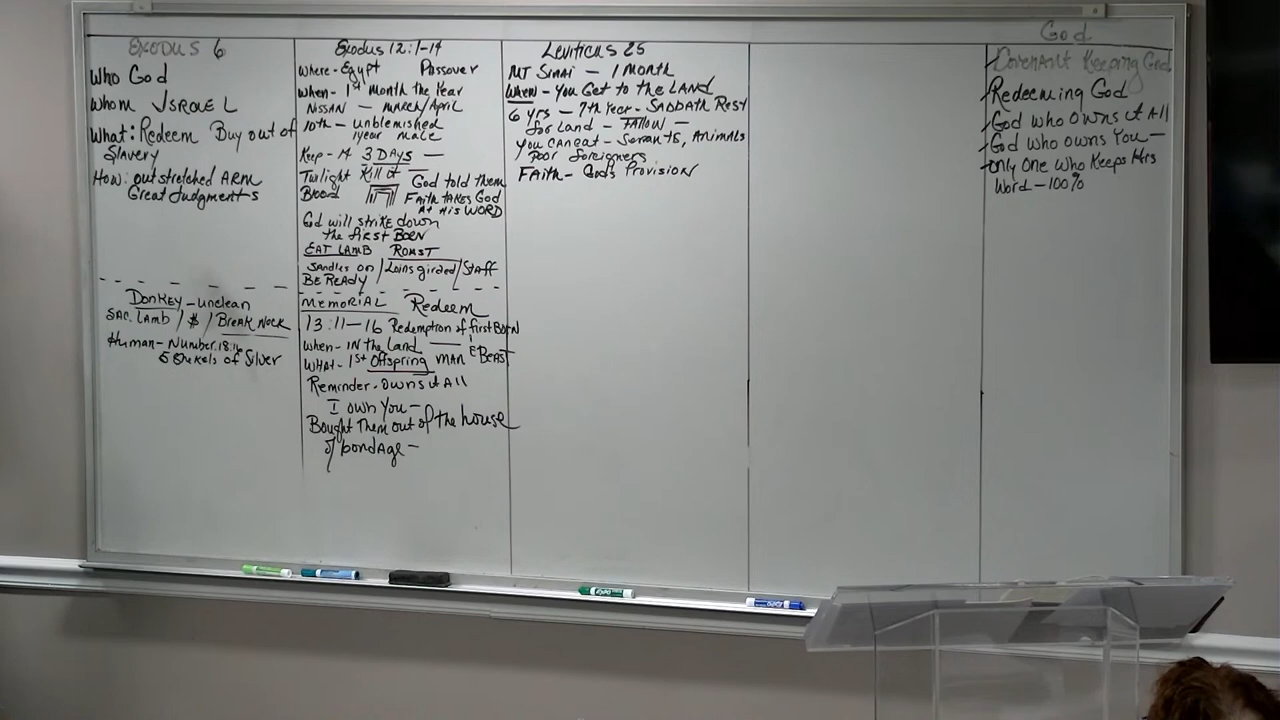 Exodus 6
Who God
Whom ISRAEL
What: Redeem Buy out of
Slavery
How: outstretched ARM
Great Judgments
Donkey - unclean
SAC. Lamb / $ / Break Neck
Human - Number 18:16
5 Shekels of Silver
Exodus 12:1-14
Where - Egypt Passover
When - 1st Month the Year
NISSAN - MARCH/April
10th - unblemished
1year male
Keep - 14 3 DAYS -
Twilight Kill it -
Blood God told them
FAITH TAKES God
At His WORD
God will strike down
the first BORN
EAT LAMB ROAST
Sandles on / Loins girded / Staff
BE READY
MEMORIAL Redeem
13:11-16 Redemption of first BORN
When - IN the Land
WHAT - 1st Offspring MAN & BEAST
Reminder - Owns it All
I own You -
Bought Them out of the house
of bondage -
Leviticus 25
MT Sinai - 1 Month
When - You Get to the LAND
6 yrs - 7th Year - SABBATH Rest
for Land - FAllow -
You can eat - Servants, Animals
Poor foreigners
FAITH - God's Provision
God
Covenant Keeping God
Redeeming God
God who owns it All
God who owns You -
only One who Keeps His
Word - 100%